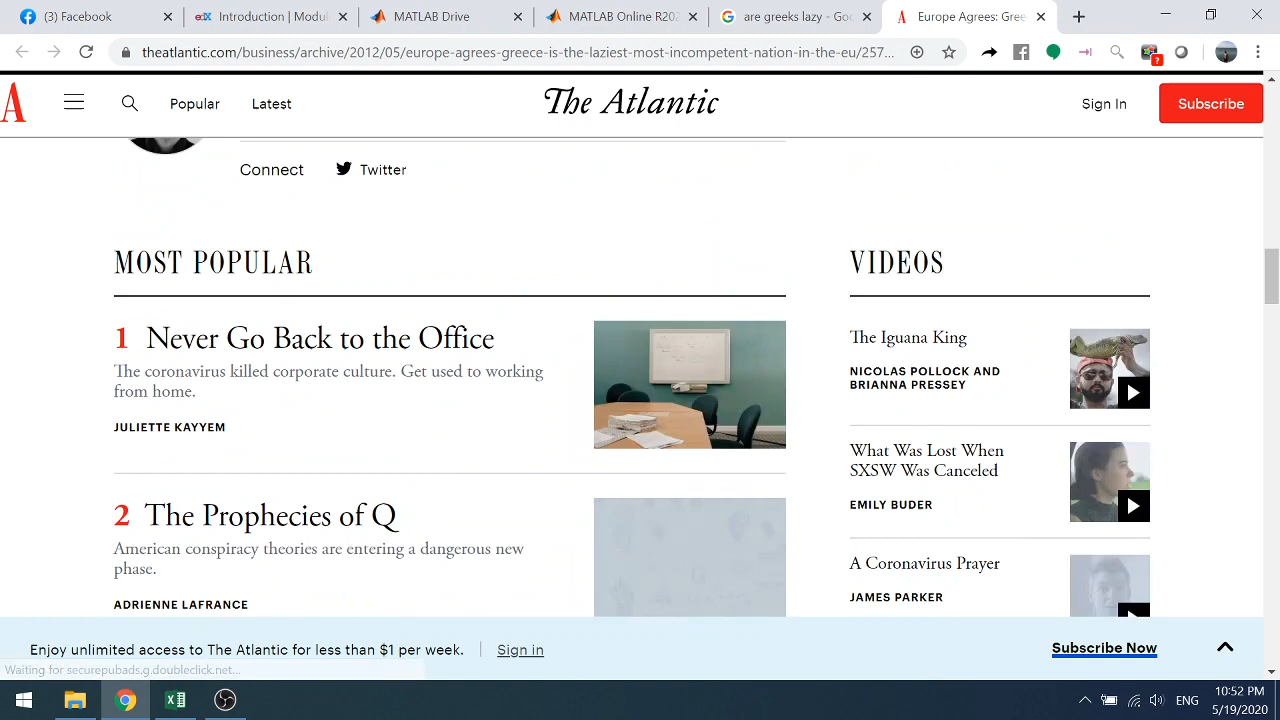 (3) Facebook
Introduction | Modu
MATLAB Drive
MATLAB Online R202
are greeks lazy - Goo
Europe Agrees: Gree
theatlantic.com/business/archive/2012/05/europe-agrees-greece-is-the-laziest-most-incompetent-nation-in-the-eu/257...
Popular
Latest
The Atlantic
Sign In
Subscribe
Connect
Twitter
MOST POPULAR
1 Never Go Back to the Office
The coronavirus killed corporate culture. Get used to working
from home.
JULIETTE KAYYEM
2 The Prophecies of Q
American conspiracy theories are entering a dangerous new
phase.
ADRIENNE LAFRANCE
VIDEOS
The Iguana King
NICOLAS POLLOCK AND
BRIANNA PRESSEY
What Was Lost When
SXSW Was Canceled
EMILY BUDER
A Coronavirus Prayer
JAMES PARKER
Enjoy unlimited access to The Atlantic for less than $1 per week.
Sign in
Subscribe Now
Waiting for securepubads.g.doubleclick.net...
ENG
10:52 PM
5/19/2020